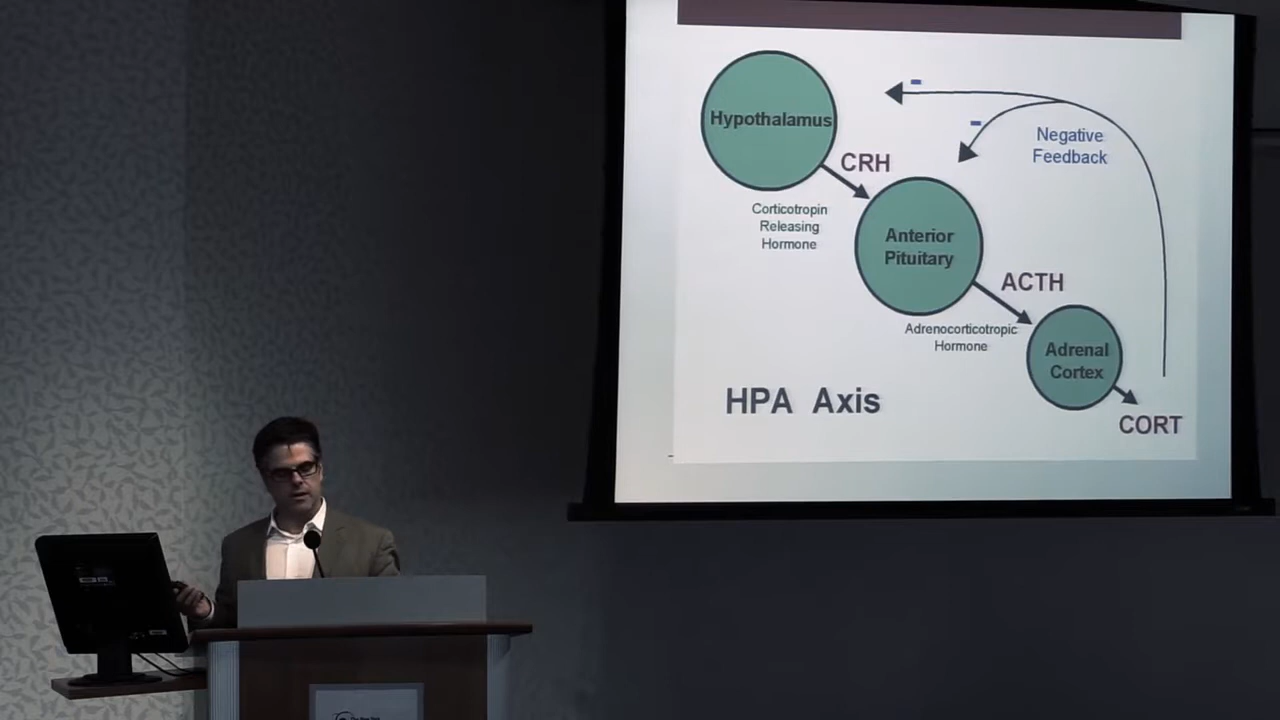 Hypothalamus
-
-
Negative
Feedback
CRH
Corticotropin
Releasing
Hormone
Anterior
Pituitary
ACTH
Adrenocorticotropic
Hormone
Adrenal
Cortex
HPA Axis
CORT